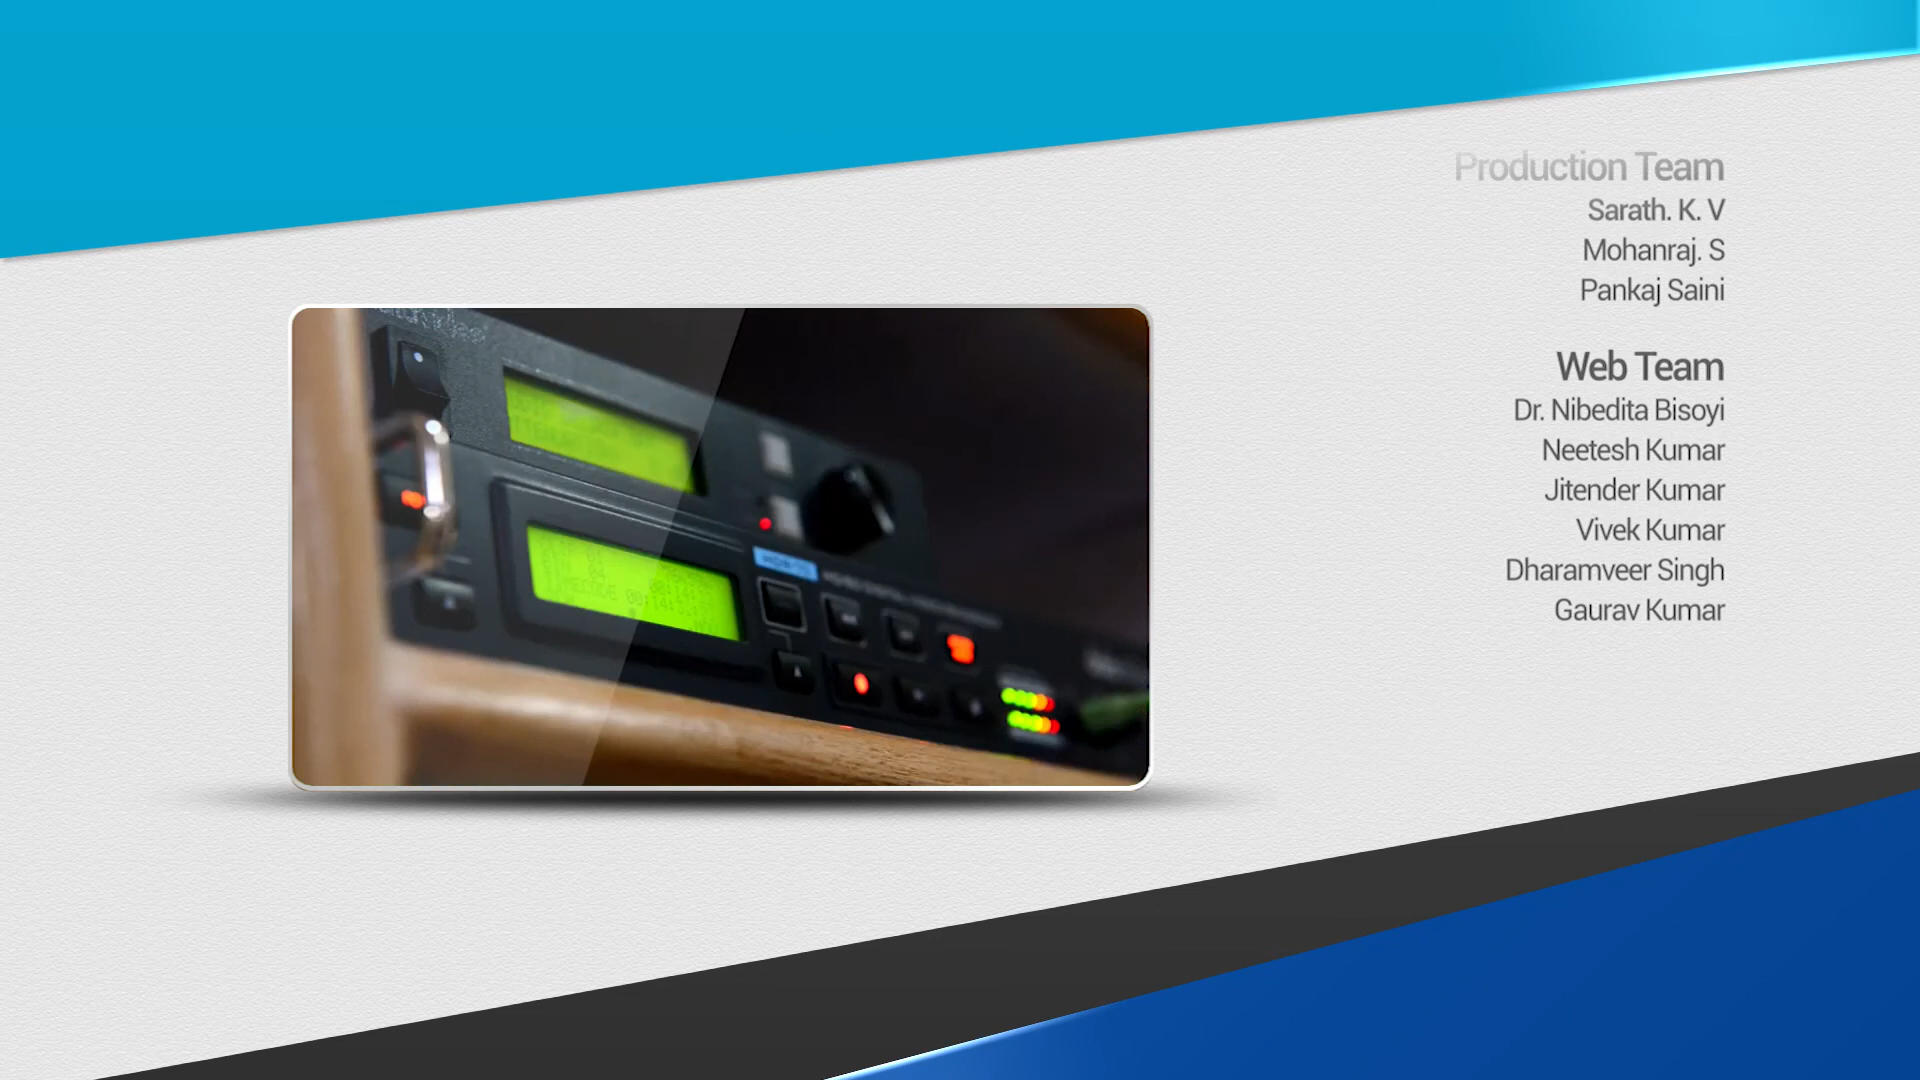 Production Team
Sarath. K. V
Mohanraj. S
Pankaj Saini
Web Team
Dr. Nibedita Bisoyi
Neetesh Kumar
Jitender Kumar
Vivek Kumar
Dharamveer Singh
Gaurav Kumar